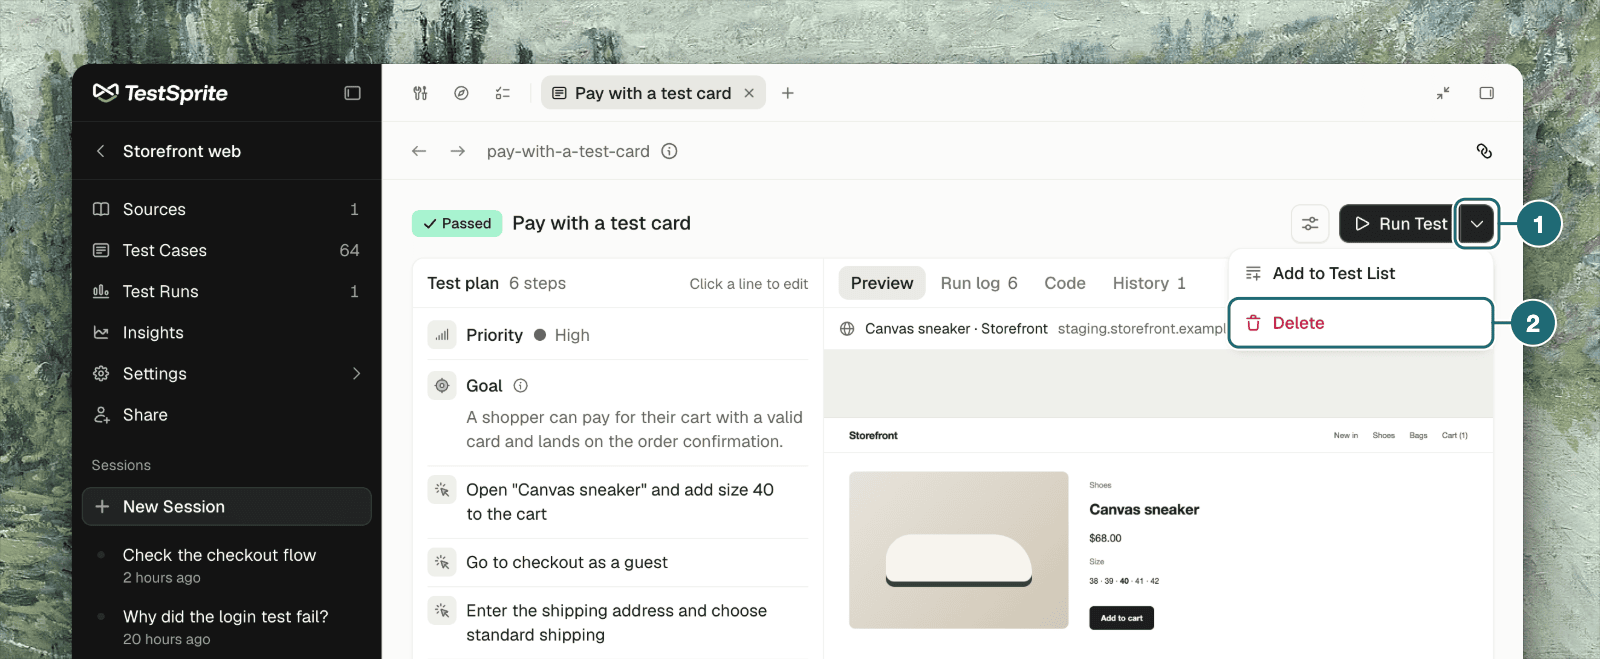 TestSprite
Pay with a test card
Storefront web
pay-with-a-test-card
Sources 1
Test Cases 64
Test Runs 1
Insights
Settings
Share
Sessions
New Session
Check the checkout flow
2 hours ago
Why did the login test fail?
20 hours ago
Passed
Pay with a test card
Run Test
1
Add to Test List
Delete
2
Test plan 6 steps
Click a line to edit
Priority High
Goal
A shopper can pay for their cart with a valid
card and lands on the order confirmation.
Open "Canvas sneaker" and add size 40
to the cart
Go to checkout as a guest
Enter the shipping address and choose
standard shipping
Preview Run log 6 Code History 1
Canvas sneaker · Storefront staging.storefront.exampl
Storefront
New in Shoes Bags Cart (1)
Shoes
Canvas sneaker
$68.00
Size
38 · 39 · 40 · 41 · 42
Add to cart